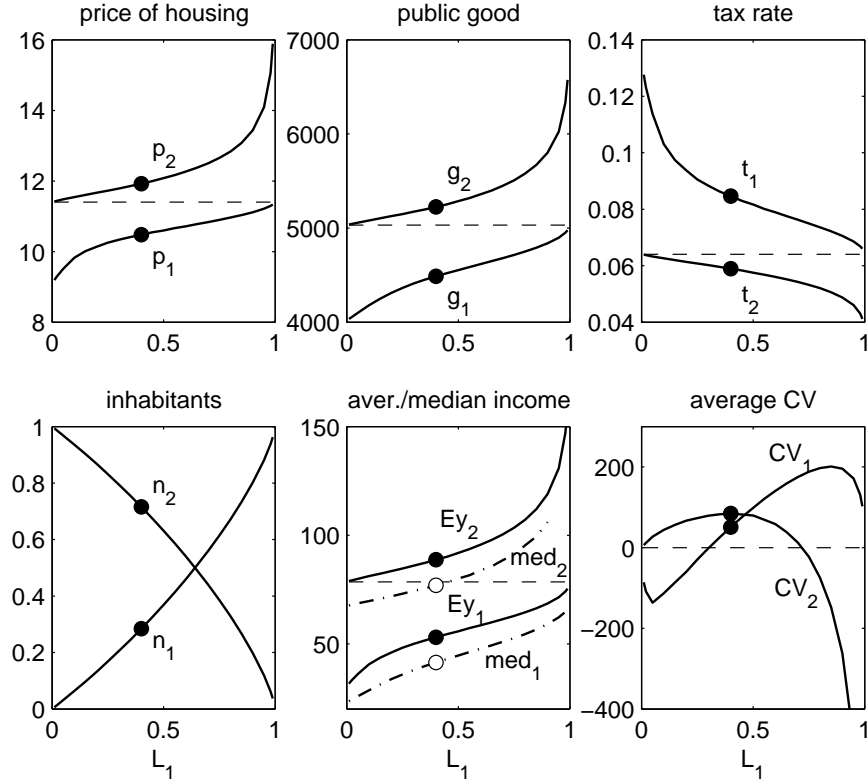 price of housing
public good
tax rate
16
14
12
10
8
p2
p1
0
0.5
1
7000
6000
5000
4000
g2
g1
0
0.5
1
0.14
0.12
0.1
0.08
0.06
0.04
t1
t2
0
0.5
1
inhabitants
aver./median income
average CV
1
0.8
0.6
0.4
0.2
0
n2
n1
0
0.5
1
L1
150
100
50
Ey2
med2
Ey1
med1
0
0.5
1
L1
200
0
−200
−400
CV1
CV2
0
0.5
1
L1